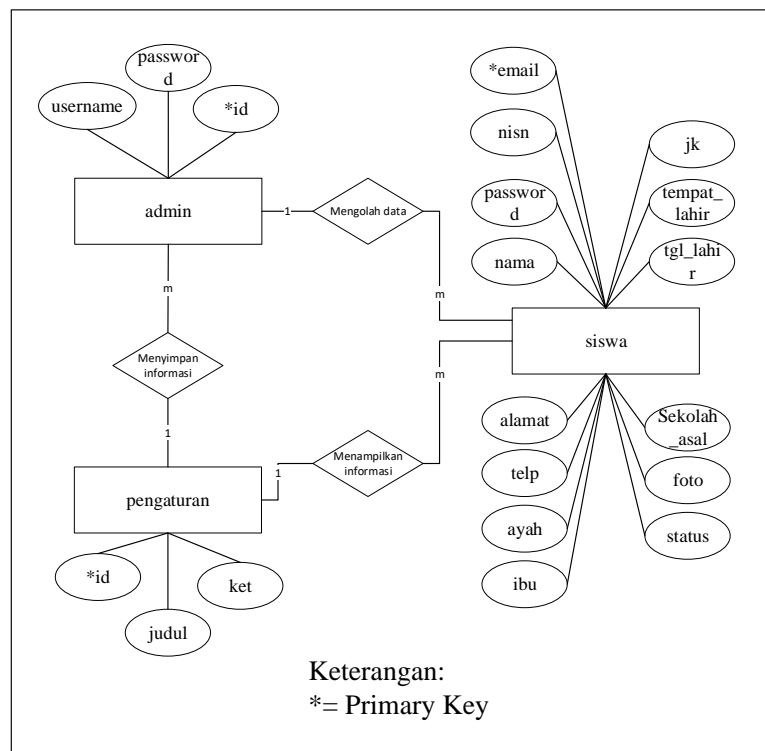 passwor
d
username
*id
admin
1
Mengolah data
m
*email
nisn
passwor
d
nama
jk
tempat_
lahir
tgl_lahi
r
siswa
m
Menyimpan
informasi
1
m
Menampilkan
informasi
1
pengaturan
*id
judul
ket
alamat
telp
ayah
ibu
Sekolah
_asal
foto
status
Keterangan:
*= Primary Key